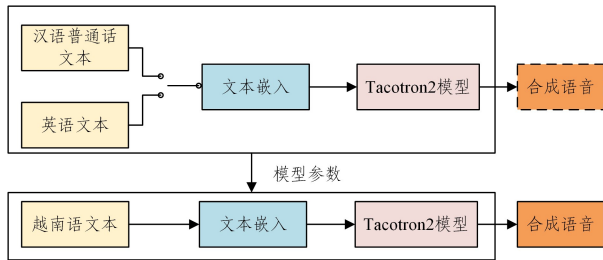 汉语普通话
文本
文本嵌入
Tacotron2模型
合成语音
英语文本
模型参数
越南语文本
文本嵌入
Tacotron2模型
合成语音